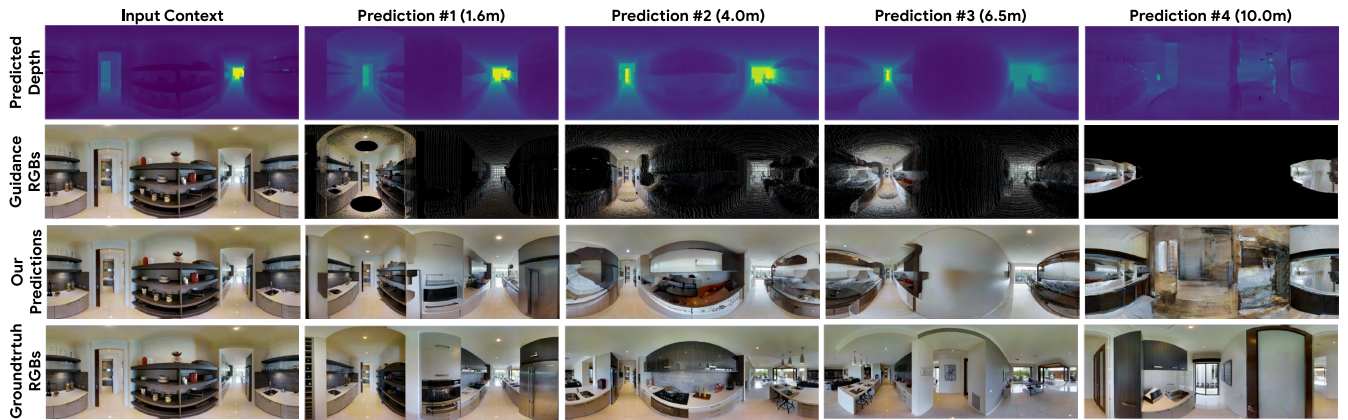 Input Context
Prediction #1 (1.6m)
Prediction #2 (4.0m)
Prediction #3 (6.5m)
Prediction #4 (10.0m)
Predicted
Depth
Guidance
RGBs
Our
Predictions
Groundtrtuh
RGBs